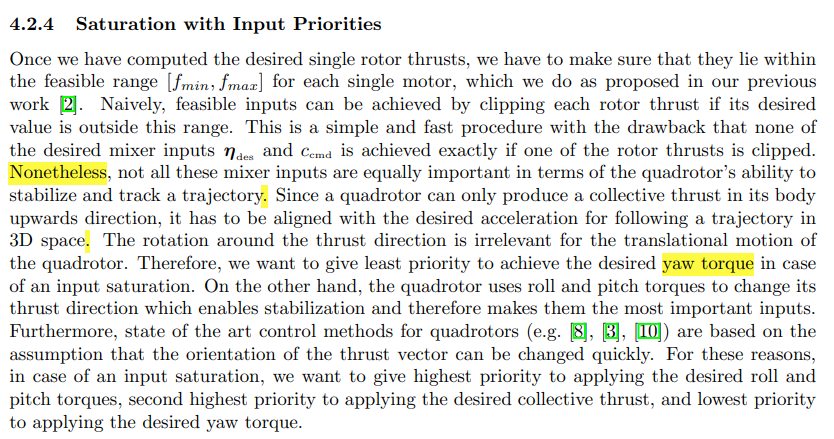 4.2.4 Saturation with Input Priorities
Once we have computed the desired single rotor thrusts, we have to make sure that they lie within
the feasible range [fmin, fmax] for each single motor, which we do as proposed in our previous
work [2]. Naively, feasible inputs can be achieved by clipping each rotor thrust if its desired
value is outside this range. This is a simple and fast procedure with the drawback that none of
the desired mixer inputs ηdes and ccmd is achieved exactly if one of the rotor thrusts is clipped.
Nonetheless, not all these mixer inputs are equally important in terms of the quadrotor's ability to
stabilize and track a trajectory. Since a quadrotor can only produce a collective thrust in its body
upwards direction, it has to be aligned with the desired acceleration for following a trajectory in
3D space. The rotation around the thrust direction is irrelevant for the translational motion of
the quadrotor. Therefore, we want to give least priority to achieve the desired yaw torque in case
of an input saturation. On the other hand, the quadrotor uses roll and pitch torques to change its
thrust direction which enables stabilization and therefore makes them the most important inputs.
Furthermore, state of the art control methods for quadrotors (e.g. [8], [3], [10]) are based on the
assumption that the orientation of the thrust vector can be changed quickly. For these reasons,
in case of an input saturation, we want to give highest priority to applying the desired roll and
pitch torques, second highest priority to applying the desired collective thrust, and lowest priority
to applying the desired yaw torque.